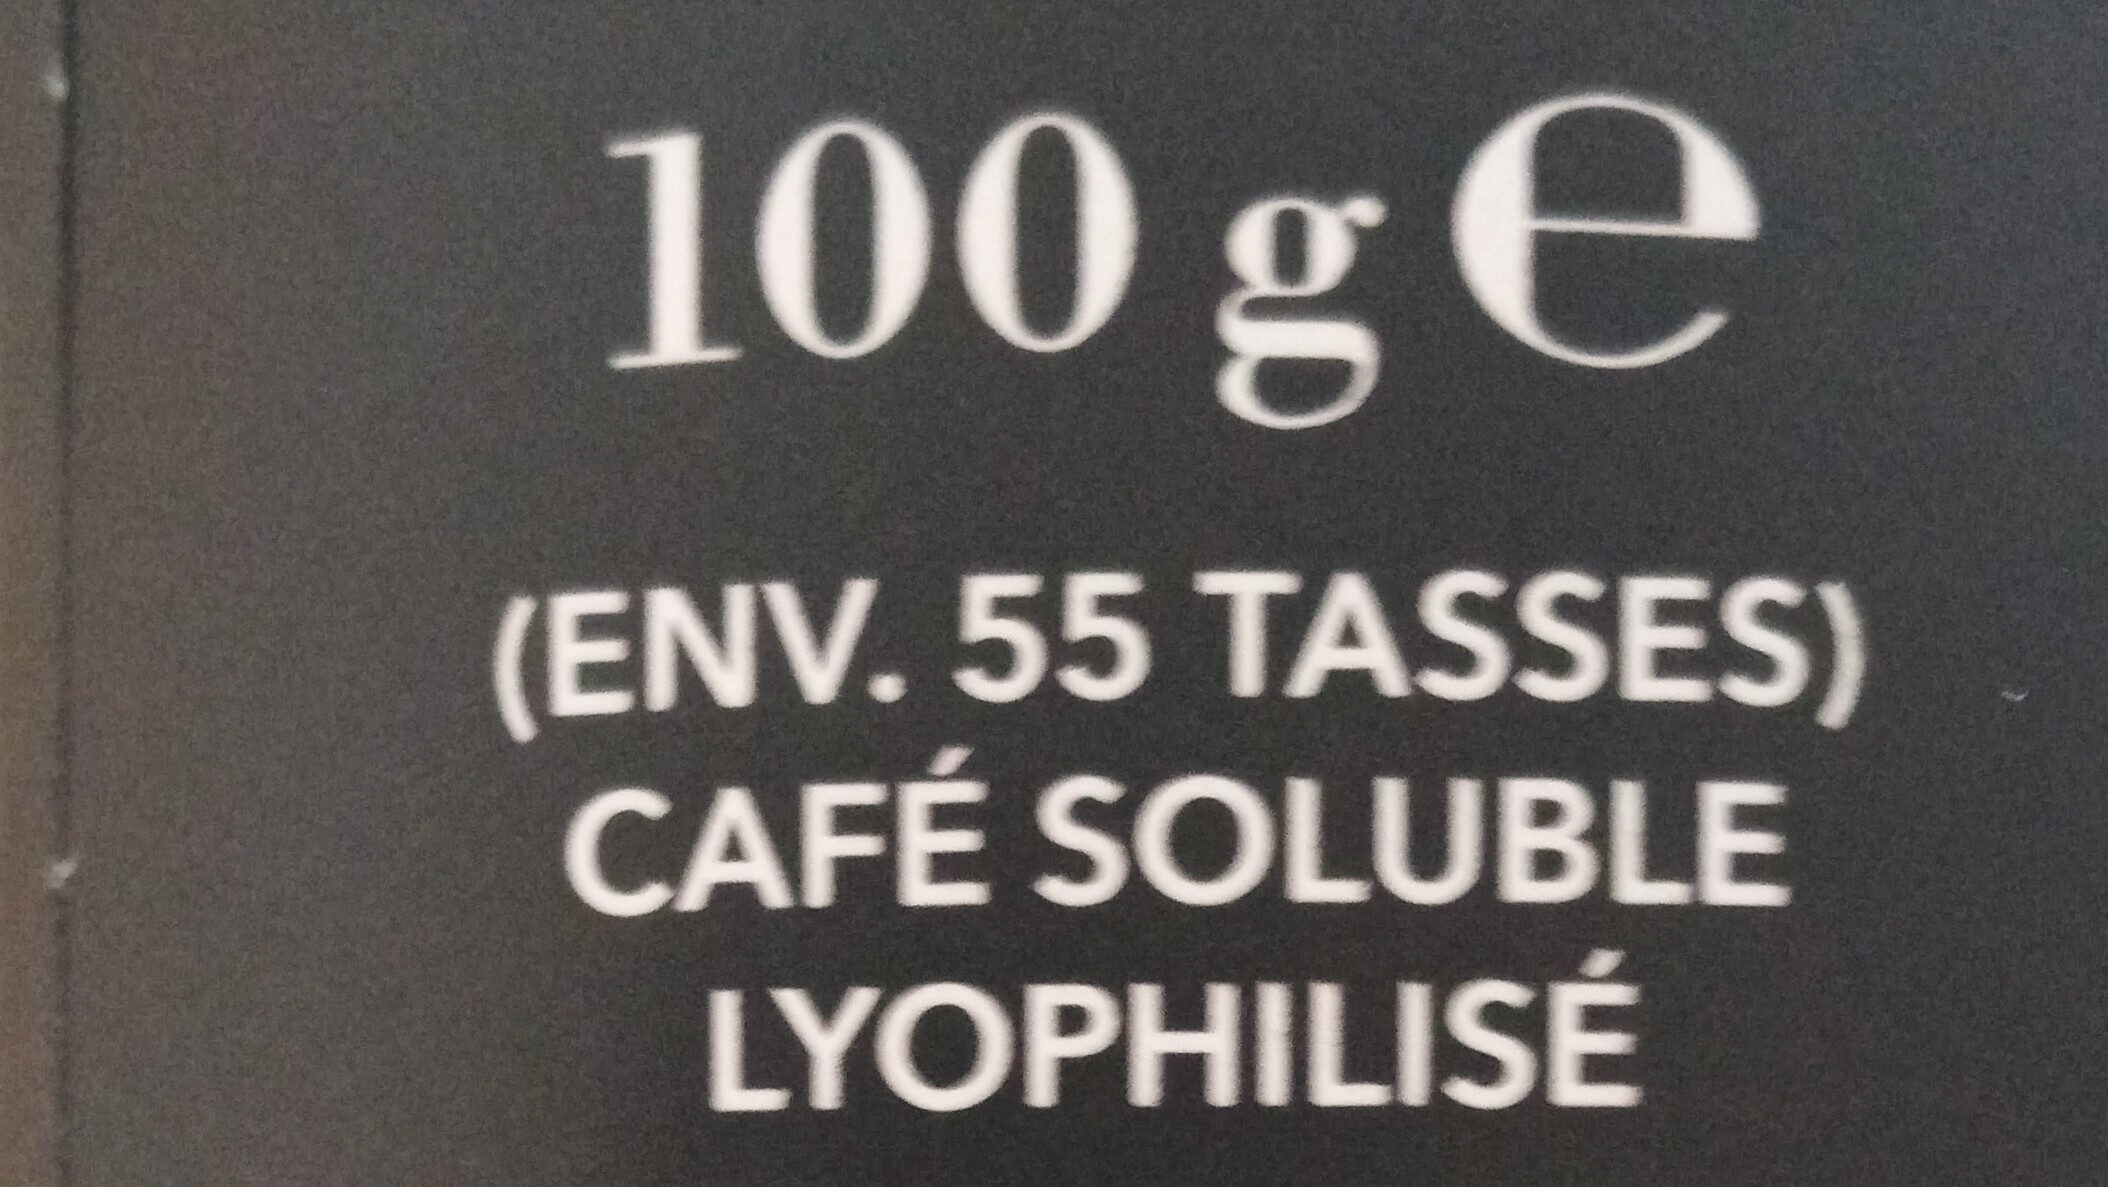 100 g e
(ENV. 55 TASSES)
CAFÉ SOLUBLE
LYOPHILISÉ